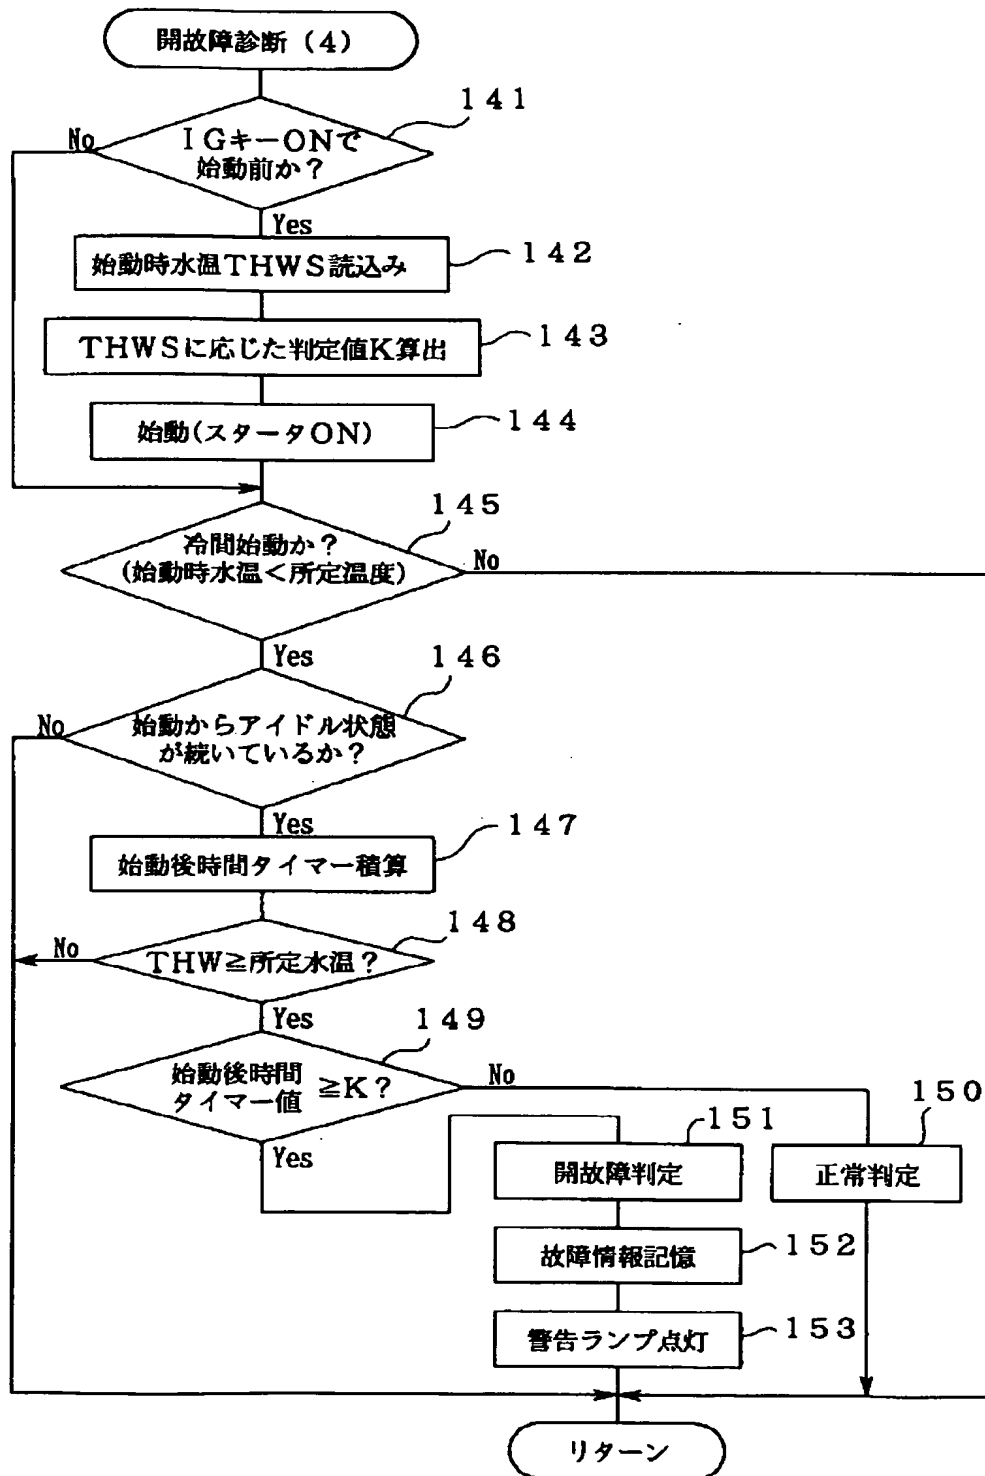 開故障診断（４）
１４１
No
ＩＧキーＯＮで
始動前か？
Yes
始動時水温ＴＨＷＳ読込み
１４２
ＴＨＷＳに応じた判定値Ｋ算出
１４３
始動（スタータＯＮ）
１４４
１４５
冷間始動か？
（始動時水温＜所定温度）
No
Yes
１４６
No
始動からアイドル状態
が続いているか？
Yes
１４７
始動後時間タイマー積算
１４８
No
ＴＨＷ≧所定水温？
Yes
１４９
始動後時間
タイマー値
≧Ｋ？
No
Yes
１５１
１５０
開故障判定
正常判定
故障情報記憶
１５２
警告ランプ点灯
１５３
リターン